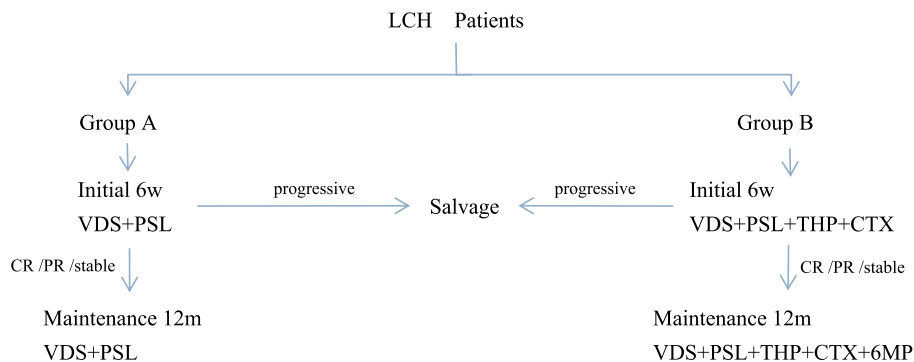 LCH Patients
Group A
Group B
Initial 6w
VDS+PSL
progressive
Salvage
progressive
Initial 6w
VDS+PSL+THP+CTX
CR /PR /stable
CR /PR /stable
Maintenance 12m
VDS+PSL
Maintenance 12m
VDS+PSL+THP+CTX+6MP